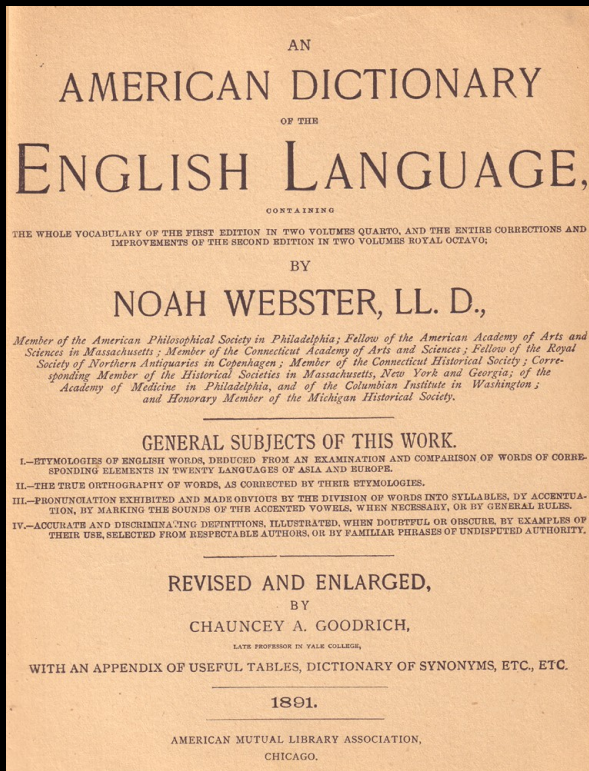 AN
AMERICAN DICTIONARY
OF THE
ENGLISH LANGUAGE,
CONTAINING
THE WHOLE VOCABULARY OF THE FIRST EDITION IN TWO VOLUMES QUARTO, AND THE ENTIRE CORRECTIONS AND
IMPROVEMENTS OF THE SECOND EDITION IN TWO VOLUMES ROYAL OCTAVO;
BY
NOAH WEBSTER, LL. D.,
Member of the American Philosophical Society in Philadelphia; Fellow of the American Academy of Arts and
Sciences in Massachusetts; Member of the Connecticut Academy of Arts and Sciences; Fellow of the Royal
Society of Northern Antiquaries in Copenhagen; Member of the Connecticut Historical Society; Corre-
sponding Member of the Historical Societies in Massachusetts, New York and Georgia; of the
Academy of Medicine in Philadelphia, and of the Columbian Institute in Washington;
and Honorary Member of the Michigan Historical Society.
GENERAL SUBJECTS OF THIS WORK.
I.—ETYMOLOGIES OF ENGLISH WORDS, DEDUCED FROM AN EXAMINATION AND COMPARISON OF WORDS OF CORRE-
SPONDING ELEMENTS IN TWENTY LANGUAGES OF ASIA AND EUROPE.
II.—THE TRUE ORTHOGRAPHY OF WORDS, AS CORRECTED BY THEIR ETYMOLOGIES.
III.—PRONUNCIATION EXHIBITED AND MADE OBVIOUS BY THE DIVISION OF WORDS INTO SYLLABLES, BY ACCENTUA-
TION, BY MARKING THE SOUNDS OF THE ACCENTED VOWELS, WHEN NECESSARY, OR BY GENERAL RULES.
IV.—ACCURATE AND DISCRIMINATING DEFINITIONS, ILLUSTRATED, WHEN DOUBTFUL OR OBSCURE, BY EXAMPLES OF
THEIR USE, SELECTED FROM RESPECTABLE AUTHORS, OR BY FAMILIAR PHRASES OF UNDISPUTED AUTHORITY.
REVISED AND ENLARGED,
BY
CHAUNCEY A. GOODRICH,
LATE PROFESSOR IN YALE COLLEGE,
WITH AN APPENDIX OF USEFUL TABLES, DICTIONARY OF SYNONYMS, ETC., ETC.
1891.
AMERICAN MUTUAL LIBRARY ASSOCIATION,
CHICAGO.